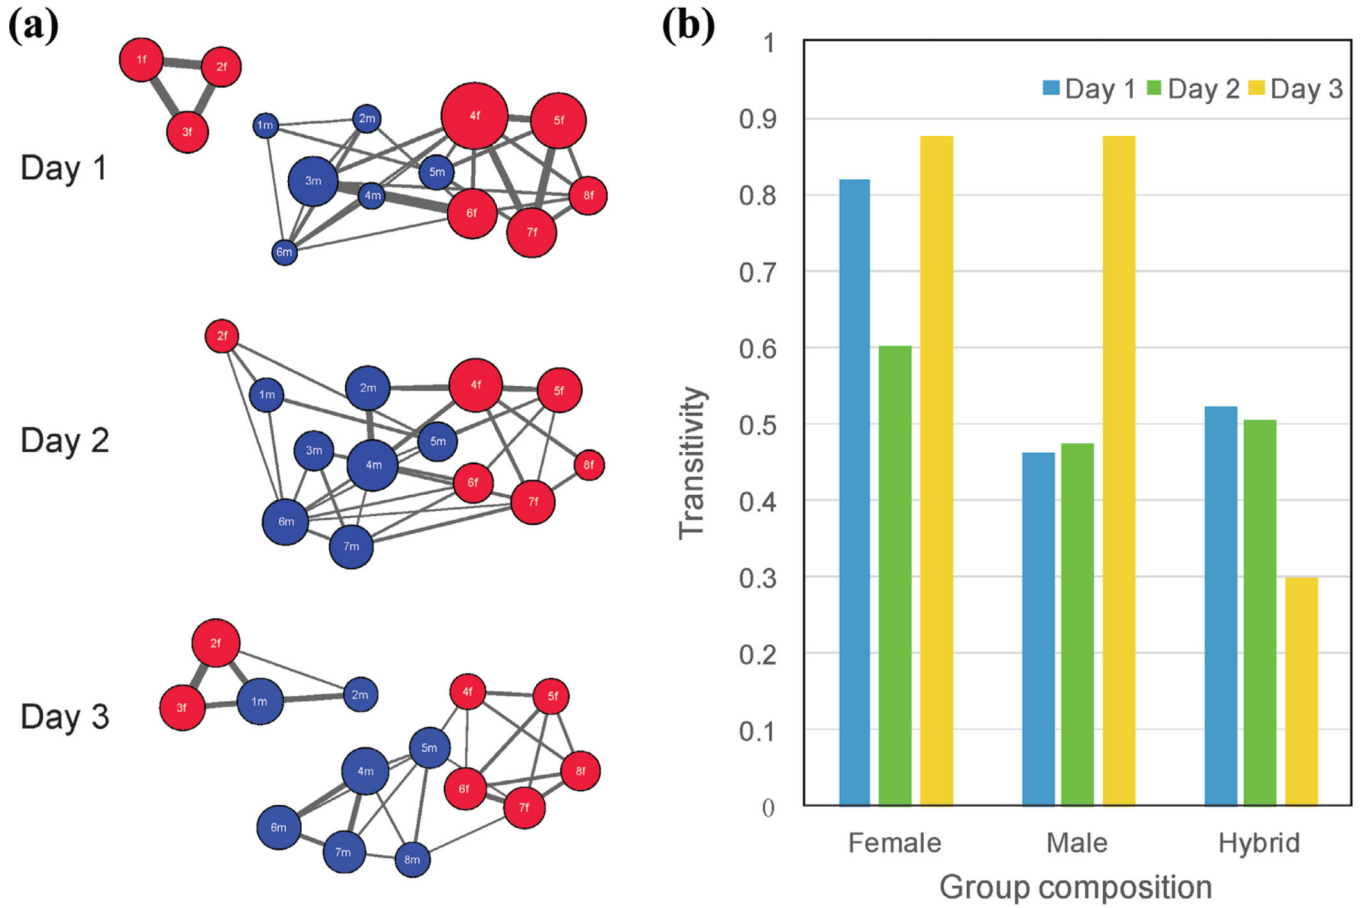 (a)
1f
2f
3f
Day 1
1m
2m
3m
4m
5m
6m
4f
5f
6f
7f
8f
Day 2
2f
1m
2m
3m
4m
5m
6m
7m
4f
5f
6f
7f
8f
Day 3
2f
3f
1m
2m
4m
5m
6m
7m
8m
4f
5f
6f
7f
8f
(b)
Day 1 Day 2 Day 3
1
0.9
0.8
0.7
0.6
0.5
0.4
0.3
0.2
0.1
0
Transitivity
Female Male Hybrid
Group composition